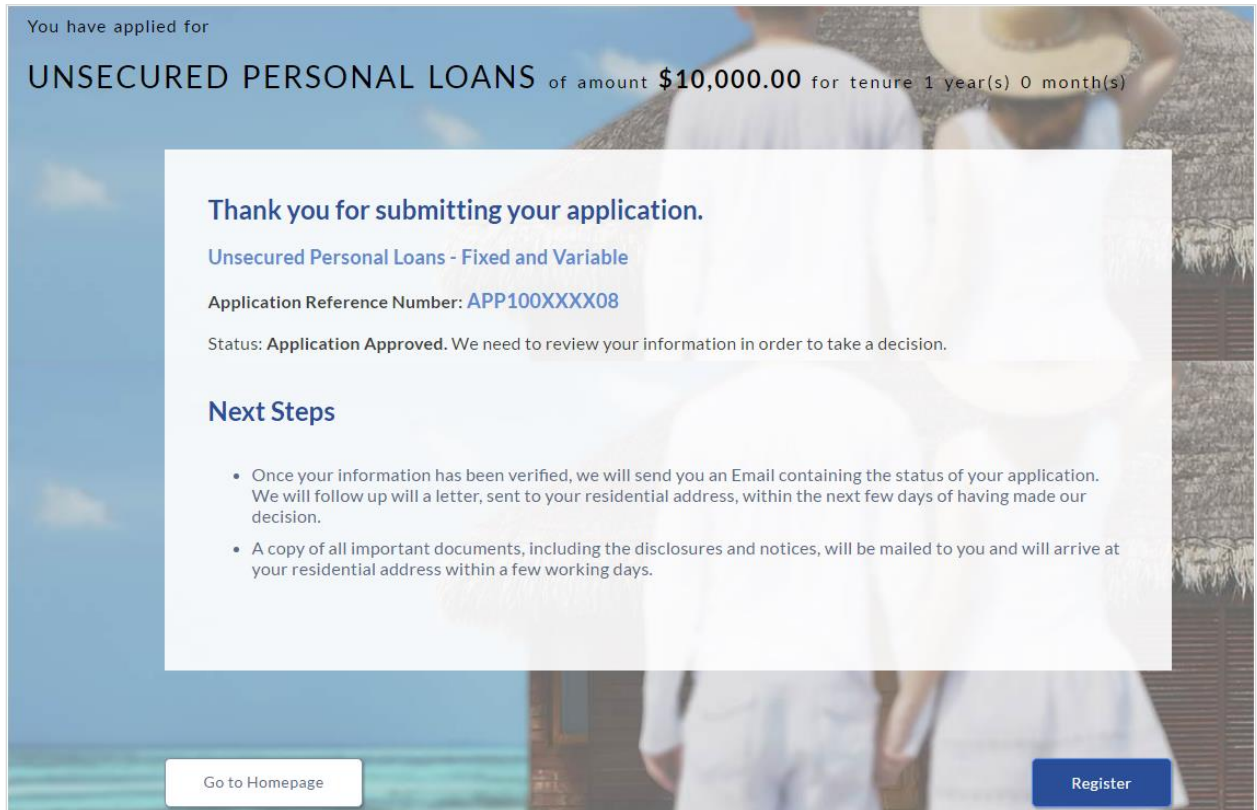 You have applied for
UNSECURED PERSONAL LOANS of amount $10,000.00 for tenure 1 year(s) 0 month(s)
Thank you for submitting your application.
Unsecured Personal Loans - Fixed and Variable
Application Reference Number: APP100XXXX08
Status: Application Approved. We need to review your information in order to take a decision.
Next Steps
• Once your information has been verified, we will send you an Email containing the status of your application.
We will follow up will a letter, sent to your residential address, within the next few days of having made our
decision.
• A copy of all important documents, including the disclosures and notices, will be mailed to you and will arrive at
your residential address within a few working days.
Go to Homepage
Register